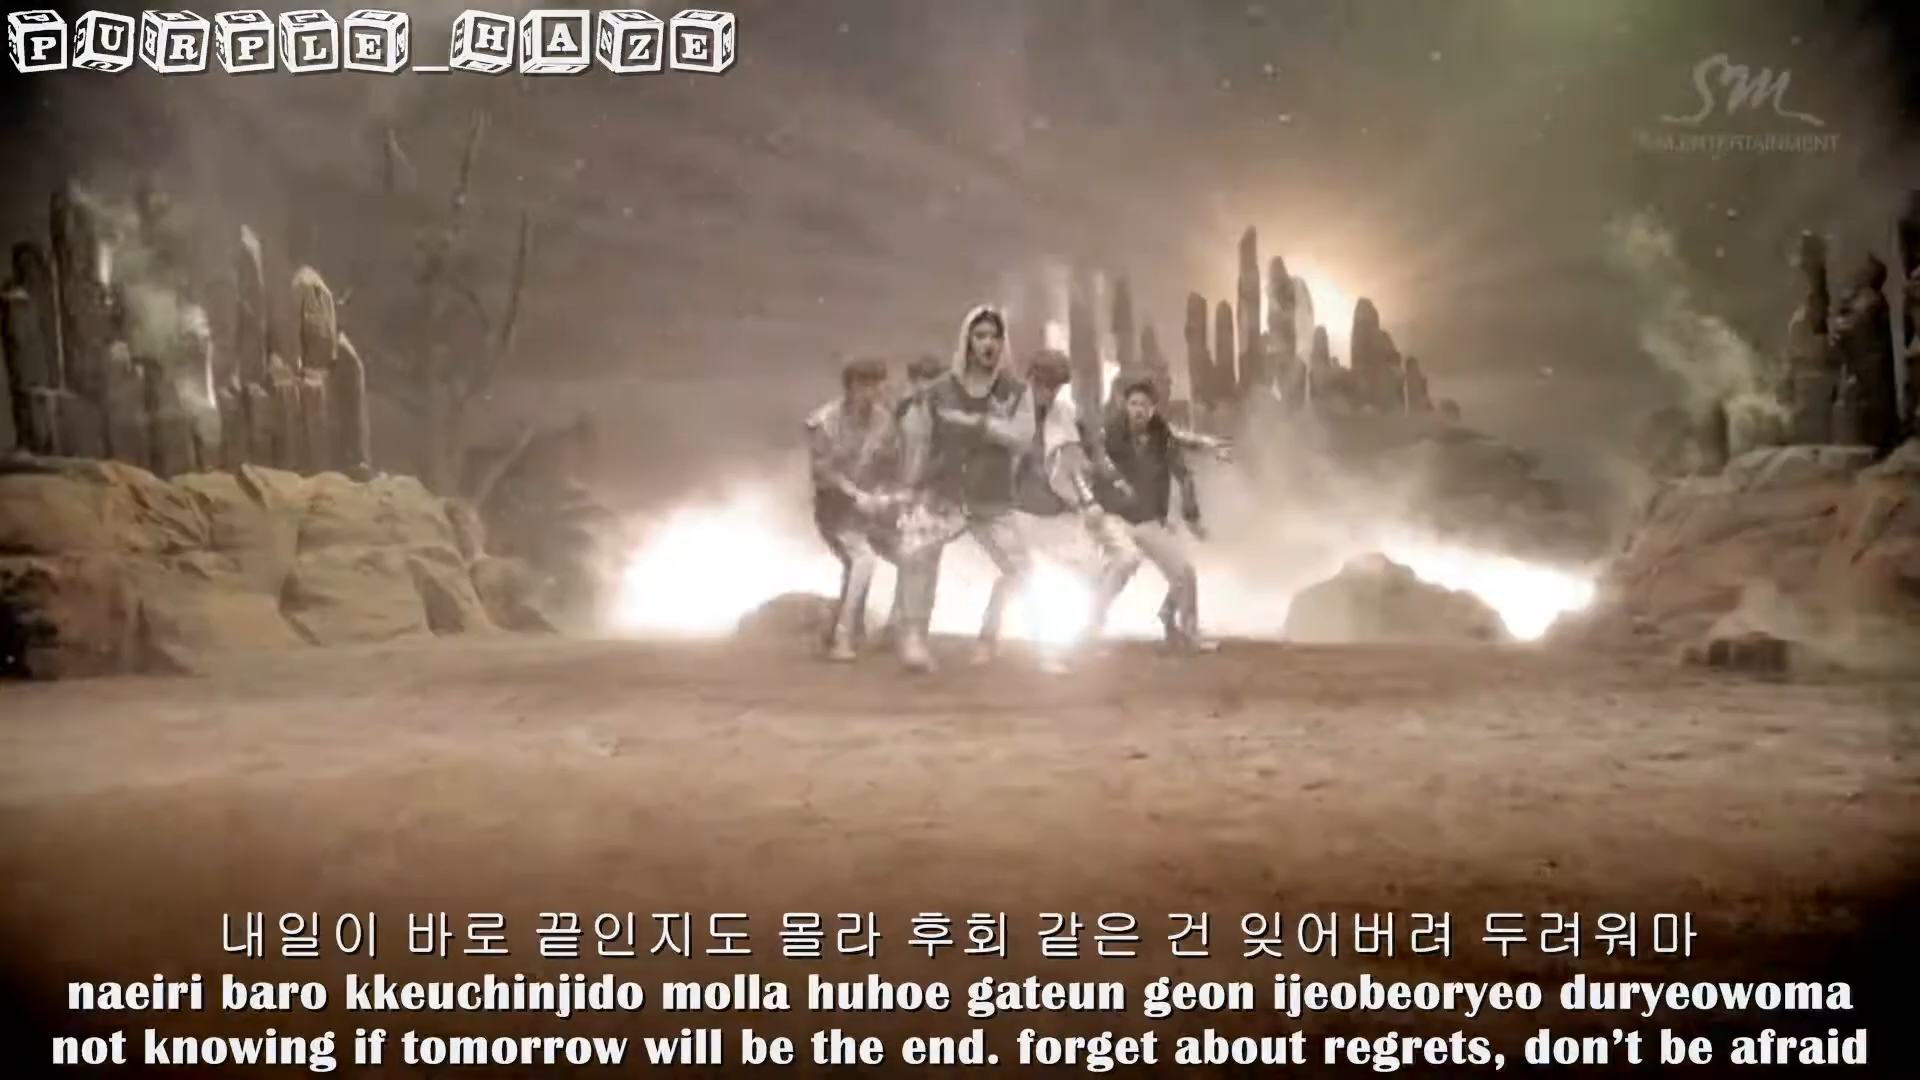 PURPLE_HAZE
SM
S.M.ENTERTAINMENT
내일이 바로 끝인지도 몰라 후회 같은 건 잊어버려 두려워마
naeiri baro kkeuchinjido molla huhoe gateun geon ijeobeoryeo duryeowoma
not knowing if tomorrow will be the end. forget about regrets, don't be afraid